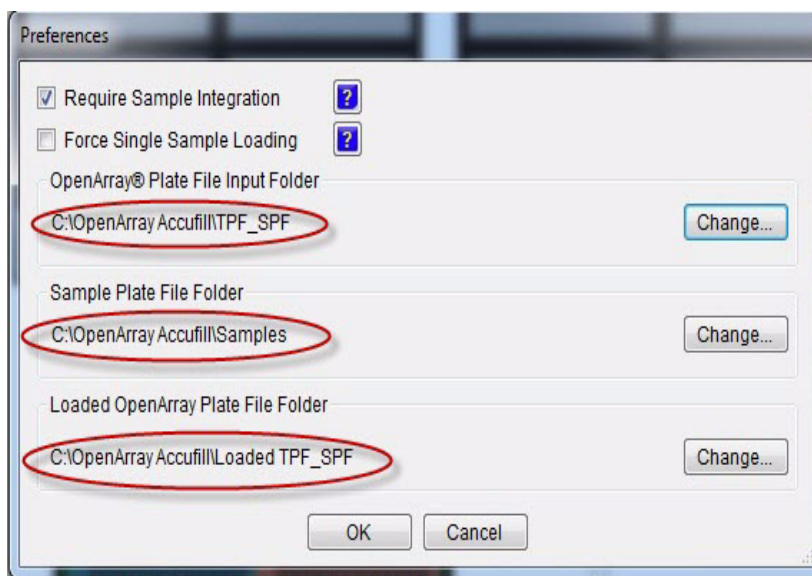 Preferences
Require Sample Integration ?
Force Single Sample Loading ?
OpenArray® Plate File Input Folder
C:\OpenArray Accufill\TPF_SPF
Change...
Sample Plate File Folder
C:\OpenArray Accufill\Samples
Change...
Loaded OpenArray Plate File Folder
C:\OpenArray Accufill\Loaded TPF_SPF
Change...
OK Cancel